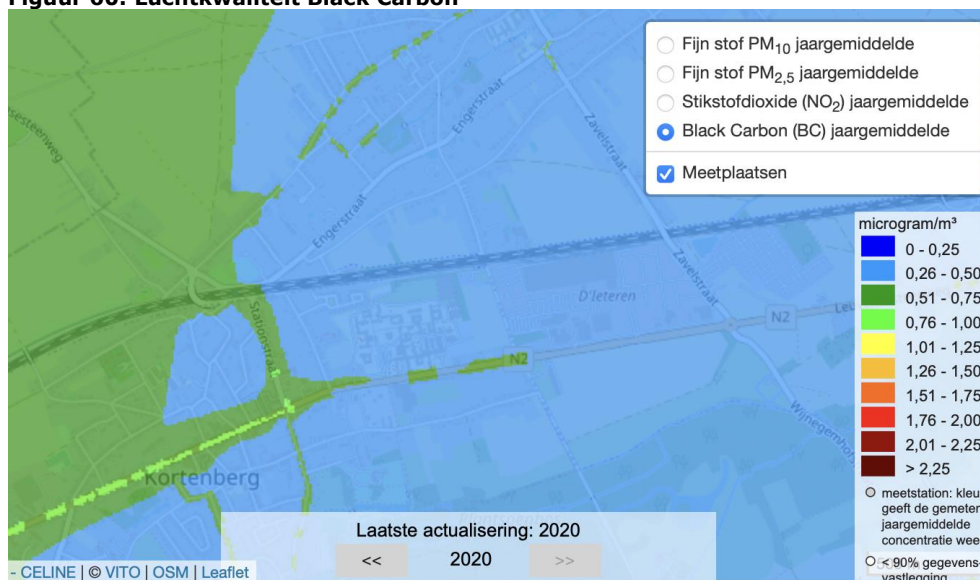 Figuur 60: Luchtkwaliteit Black Carbon
Fijn stof PM10 jaargemiddelde
Fijn stof PM2,5 jaargemiddelde
Stikstofdioxide (NO2) jaargemiddelde
Black Carbon (BC) jaargemiddelde
Meetplaatsen
Engerstraat
Zavelstraat
Engerstraat
Zavelstraat
Stationsstraat
D'Ieteren
N2
N2
Leu
Wijnegemhof
Kortenberg
microgram/m³
0 - 0,25
0,26 - 0,50
0,51 - 0,75
0,76 - 1,00
1,01 - 1,25
1,26 - 1,50
1,51 - 1,75
1,76 - 2,00
2,01 - 2,25
> 2,25
meetstation: kleu
geeft de gemeter
jaargemiddelde
concentratie wee
< 90% gegevens
vastlegging
Laatste actualisering: 2020
<< 2020 >>
- CELINE | © VITO | OSM | Leaflet